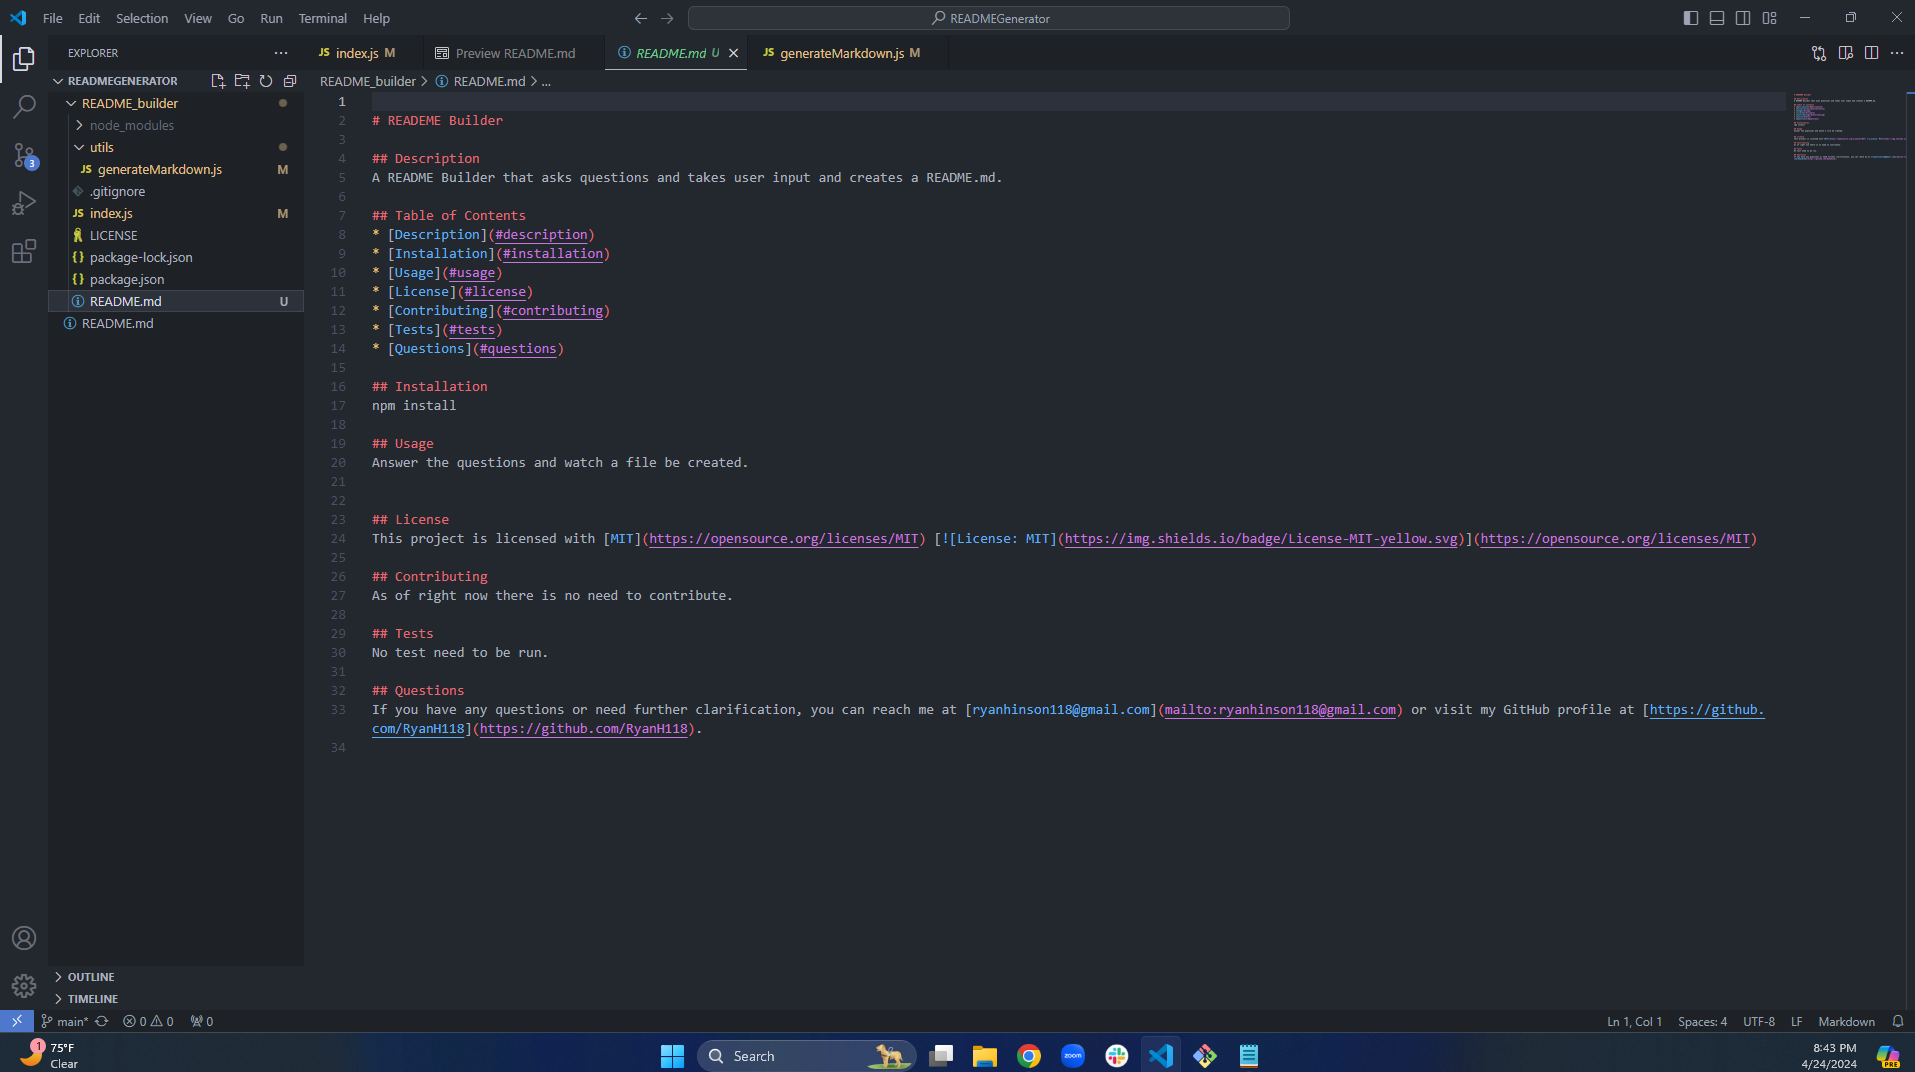 File Edit Selection View Go Run Terminal Help
READMEGenerator
EXPLORER
READMEGENERATOR
README_builder
node_modules
utils
JS generateMarkdown.js M
.gitignore
JS index.js M
LICENSE
{} package-lock.json
{} package.json
README.md U
README.md
OUTLINE
TIMELINE
3
JS index.js M
Preview README.md
README.md U
JS generateMarkdown.js M
README_builder > README.md > ...
1
2 # READEME Builder
3
4 ## Description
5 A README Builder that asks questions and takes user input and creates a README.md.
6
7 ## Table of Contents
8 * [Description](#description)
9 * [Installation](#installation)
10 * [Usage](#usage)
11 * [License](#license)
12 * [Contributing](#contributing)
13 * [Tests](#tests)
14 * [Questions](#questions)
15
16 ## Installation
17 npm install
18
19 ## Usage
20 Answer the questions and watch a file be created.
21
22
23 ## License
24 This project is licensed with [MIT](https://opensource.org/licenses/MIT) [![License: MIT](https://img.shields.io/badge/License-MIT-yellow.svg)](https://opensource.org/licenses/MIT)
25
26 ## Contributing
27 As of right now there is no need to contribute.
28
29 ## Tests
30 No test need to be run.
31
32 ## Questions
33 If you have any questions or need further clarification, you can reach me at [ryanhinson118@gmail.com](mailto:ryanhinson118@gmail.com) or visit my GitHub profile at [https://github.
com/RyanH118](https://github.com/RyanH118).
34
main* 0 0 0
Ln 1, Col 1 Spaces: 4 UTF-8 LF Markdown
1
75°F
Clear
Search
zoom
8:43 PM
4/24/2024
PRE